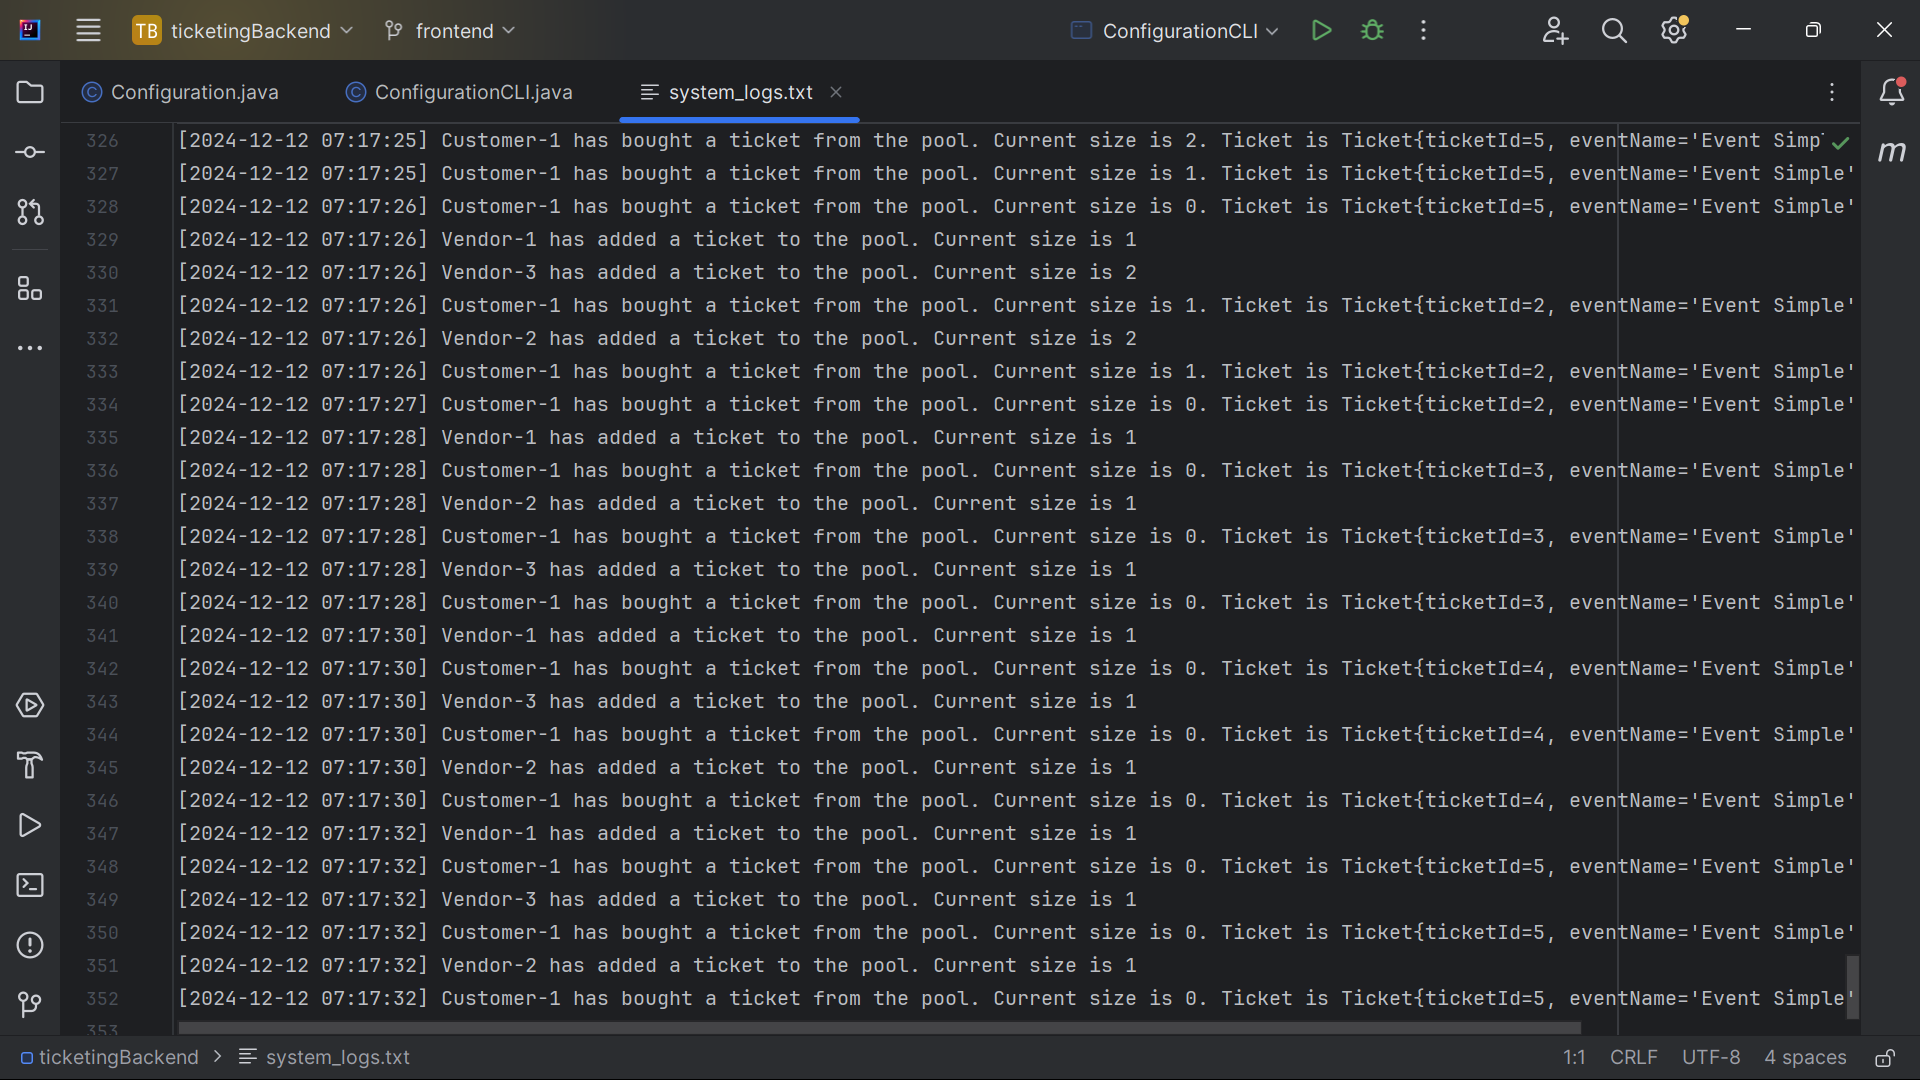 TB ticketingBackend frontend ConfigurationCLI
Configuration.java ConfigurationCLI.java system_logs.txt
326 [2024-12-12 07:17:25] Customer-1 has bought a ticket from the pool. Current size is 2. Ticket is Ticket{ticketId=5, eventName='Event Simp
327 [2024-12-12 07:17:25] Customer-1 has bought a ticket from the pool. Current size is 1. Ticket is Ticket{ticketId=5, eventName='Event Simple'
328 [2024-12-12 07:17:26] Customer-1 has bought a ticket from the pool. Current size is 0. Ticket is Ticket{ticketId=5, eventName='Event Simple'
329 [2024-12-12 07:17:26] Vendor-1 has added a ticket to the pool. Current size is 1
330 [2024-12-12 07:17:26] Vendor-3 has added a ticket to the pool. Current size is 2
331 [2024-12-12 07:17:26] Customer-1 has bought a ticket from the pool. Current size is 1. Ticket is Ticket{ticketId=2, eventName='Event Simple'
332 [2024-12-12 07:17:26] Vendor-2 has added a ticket to the pool. Current size is 2
333 [2024-12-12 07:17:26] Customer-1 has bought a ticket from the pool. Current size is 1. Ticket is Ticket{ticketId=2, eventName='Event Simple'
334 [2024-12-12 07:17:27] Customer-1 has bought a ticket from the pool. Current size is 0. Ticket is Ticket{ticketId=2, eventName='Event Simple'
335 [2024-12-12 07:17:28] Vendor-1 has added a ticket to the pool. Current size is 1
336 [2024-12-12 07:17:28] Customer-1 has bought a ticket from the pool. Current size is 0. Ticket is Ticket{ticketId=3, eventName='Event Simple'
337 [2024-12-12 07:17:28] Vendor-2 has added a ticket to the pool. Current size is 1
338 [2024-12-12 07:17:28] Customer-1 has bought a ticket from the pool. Current size is 0. Ticket is Ticket{ticketId=3, eventName='Event Simple'
339 [2024-12-12 07:17:28] Vendor-3 has added a ticket to the pool. Current size is 1
340 [2024-12-12 07:17:28] Customer-1 has bought a ticket from the pool. Current size is 0. Ticket is Ticket{ticketId=3, eventName='Event Simple'
341 [2024-12-12 07:17:30] Vendor-1 has added a ticket to the pool. Current size is 1
342 [2024-12-12 07:17:30] Customer-1 has bought a ticket from the pool. Current size is 0. Ticket is Ticket{ticketId=4, eventName='Event Simple'
343 [2024-12-12 07:17:30] Vendor-3 has added a ticket to the pool. Current size is 1
344 [2024-12-12 07:17:30] Customer-1 has bought a ticket from the pool. Current size is 0. Ticket is Ticket{ticketId=4, eventName='Event Simple'
345 [2024-12-12 07:17:30] Vendor-2 has added a ticket to the pool. Current size is 1
346 [2024-12-12 07:17:30] Customer-1 has bought a ticket from the pool. Current size is 0. Ticket is Ticket{ticketId=4, eventName='Event Simple'
347 [2024-12-12 07:17:32] Vendor-1 has added a ticket to the pool. Current size is 1
348 [2024-12-12 07:17:32] Customer-1 has bought a ticket from the pool. Current size is 0. Ticket is Ticket{ticketId=5, eventName='Event Simple'
349 [2024-12-12 07:17:32] Vendor-3 has added a ticket to the pool. Current size is 1
350 [2024-12-12 07:17:32] Customer-1 has bought a ticket from the pool. Current size is 0. Ticket is Ticket{ticketId=5, eventName='Event Simple'
351 [2024-12-12 07:17:32] Vendor-2 has added a ticket to the pool. Current size is 1
352 [2024-12-12 07:17:32] Customer-1 has bought a ticket from the pool. Current size is 0. Ticket is Ticket{ticketId=5, eventName='Event Simple'
353
ticketingBackend > system_logs.txt 1:1 CRLF UTF-8 4 spaces